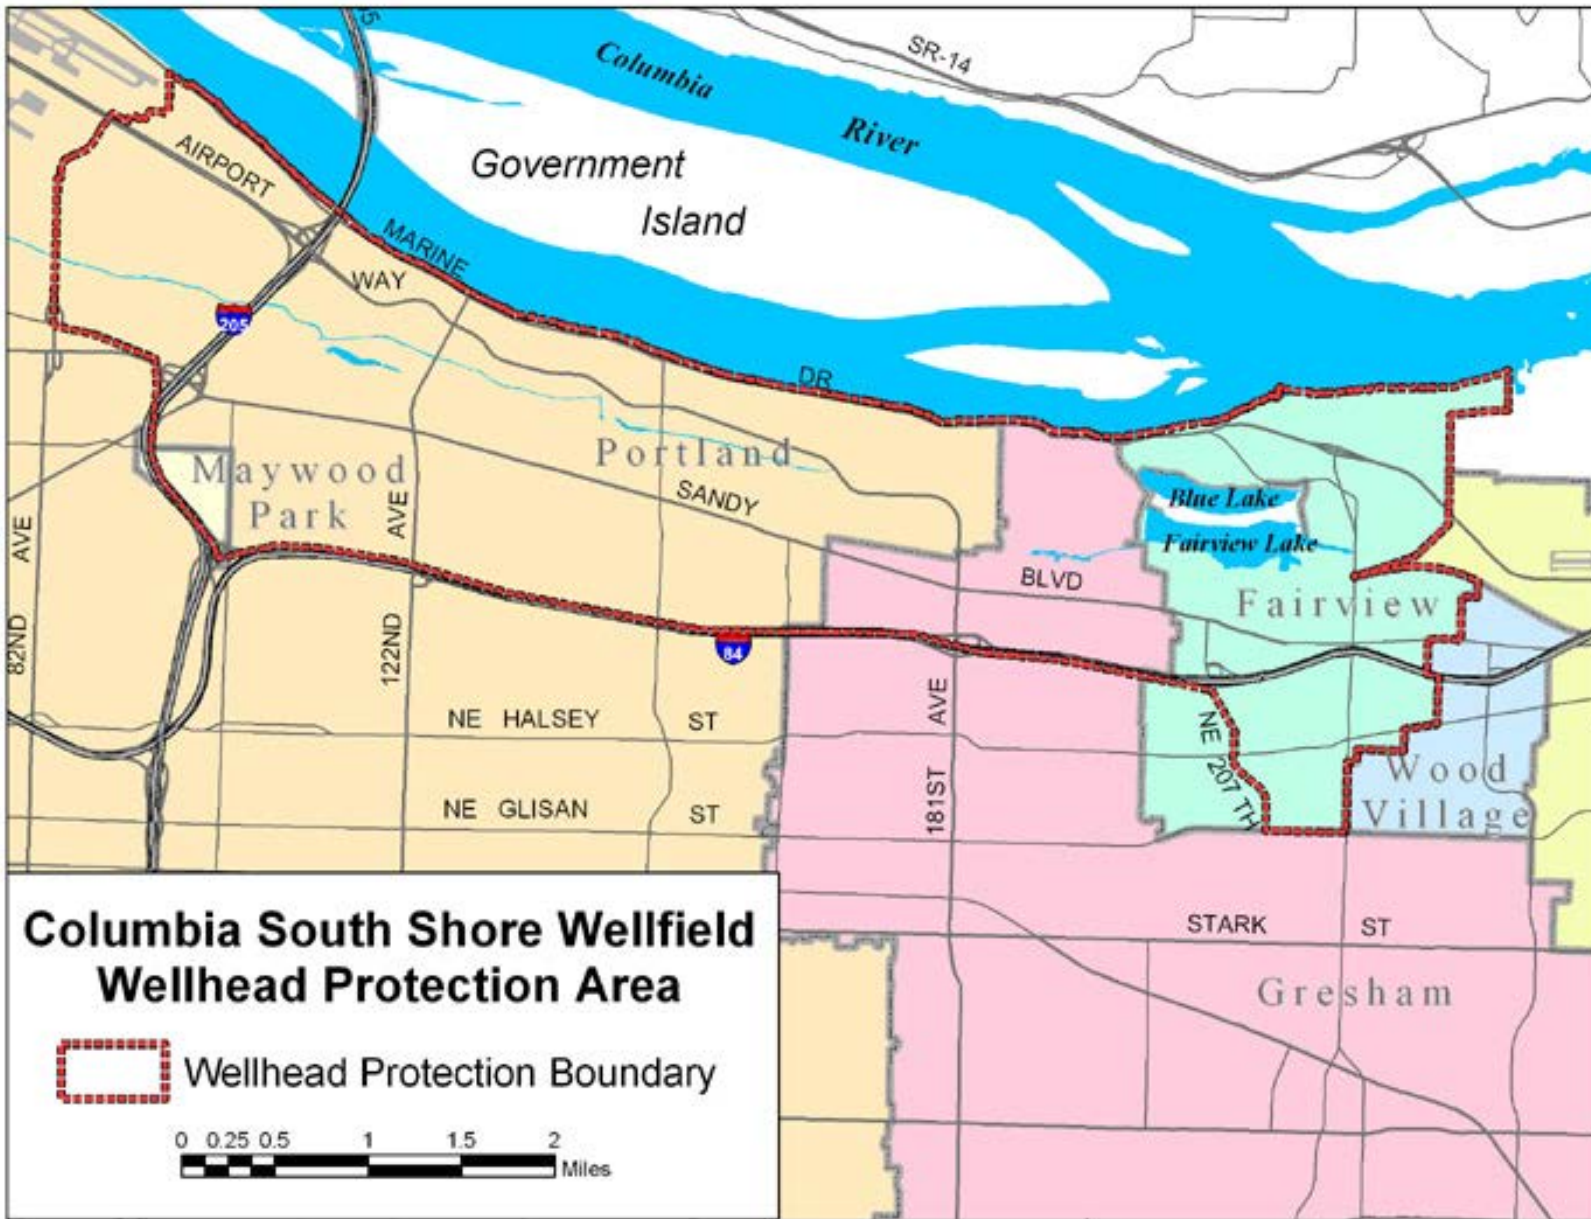 SR-14
Columbia
River
Government
Island
AIRPORT
WAY
MARINE
DR
205
Maywood
Park
Portland
SANDY
BLVD
Blue Lake
Fairview Lake
Fairview
82ND
AVE
122ND
AVE
84
181ST
AVE
NE HALSEY ST
NE GLISAN ST
NE 207 TH
Wood
Village
STARK ST
Gresham
Columbia South Shore Wellfield
Wellhead Protection Area
Wellhead Protection Boundary
0 0.25 0.5 1 1.5 2
Miles